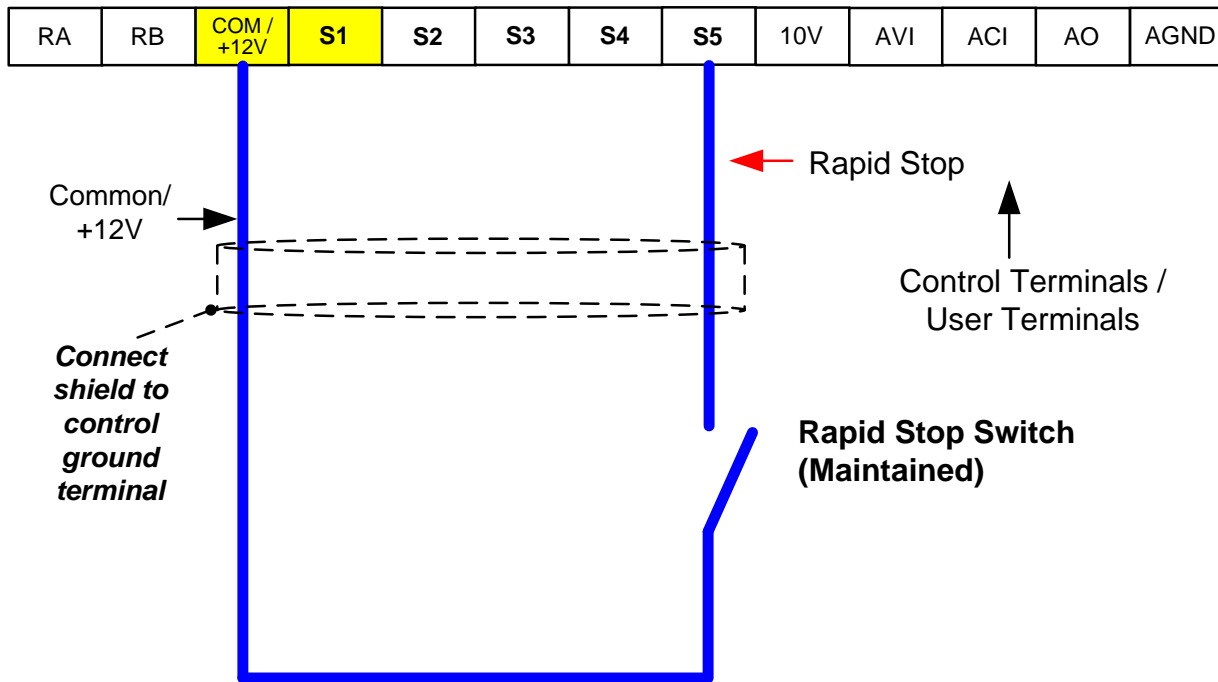 RA RB COM / +12V S1 S2 S3 S4 S5 10V AVI ACI AO AGND
Rapid Stop
Common/
+12V
Control Terminals /
User Terminals
Connect
shield to
control
ground
terminal
Rapid Stop Switch
(Maintained)